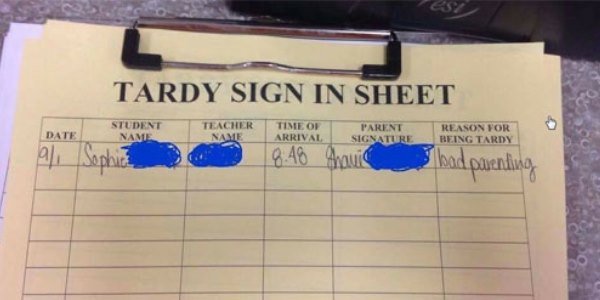 TARDY SIGN IN SHEET
DATE STUDENT NAME TEACHER NAME TIME OF ARRIVAL PARENT SIGNATURE REASON FOR BEING TARDY
9/1 Sophie 8:48 Shaui bad parenting